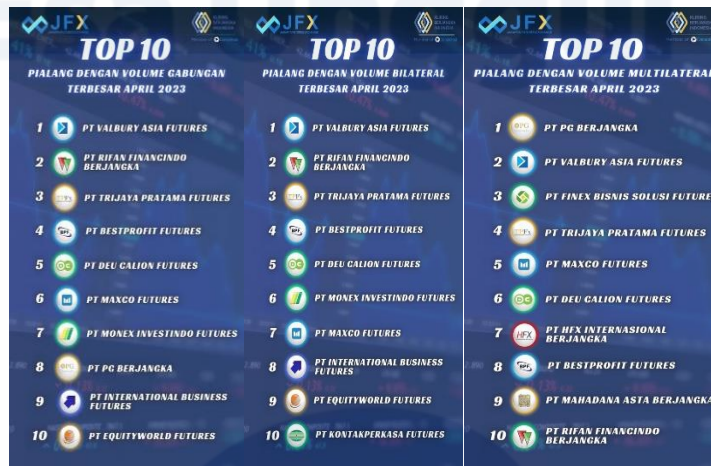 JFX
TOP 10
PIALANG DENGAN VOLUME GABUNGAN
TERBESAR APRIL 2023
1 PT VALBURY ASIA FUTURES
2 PT RIFAN FINANCINDO
BERJANGKA
3 PT TRIJAYA PRATAMA FUTURES
4 BPF PT BESTPROFIT FUTURES
5 PT DEU CALION FUTURES
6 PT MAXCO FUTURES
7 PT MONEX INVESTINDO FUTURES
8 PT PG BERJANGKA
9 PT INTERNATIONAL BUSINESS
FUTURES
10 PT EQUITYWORLD FUTURES
JFX
TOP 10
PIALANG DENGAN VOLUME BILATERAL
TERBESAR APRIL 2023
1 PT VALBURY ASIA FUTURES
2 PT RIFAN FINANCINDO
BERJANGKA
3 PT TRIJAYA PRATAMA FUTURES
4 BPF PT BESTPROFIT FUTURES
5 PT DEU CALION FUTURES
6 PT MONEX INVESTINDO FUTURES
7 PT MAXCO FUTURES
8 PT INTERNATIONAL BUSINESS
FUTURES
9 PT EQUITYWORLD FUTURES
10 PT KONTAKPERKASA FUTURES
JFX
TOP 10
PIALANG DENGAN VOLUME MULTILATERAL
TERBESAR APRIL 2023
1 PT PG BERJANGKA
2 PT VALBURY ASIA FUTURES
3 PT FINEX BISNIS SOLUSI FUTURE
4 PT TRIJAYA PRATAMA FUTURES
5 PT MAXCO FUTURES
6 PT DEU CALION FUTURES
7 HFX PT HFX INTERNASIONAL
BERJANGKA
8 BPF PT BESTPROFIT FUTURES
9 PT MAHADANA ASTA BERJANGKA
10 PT RIFAN FINANCINDO
BERJANGKA